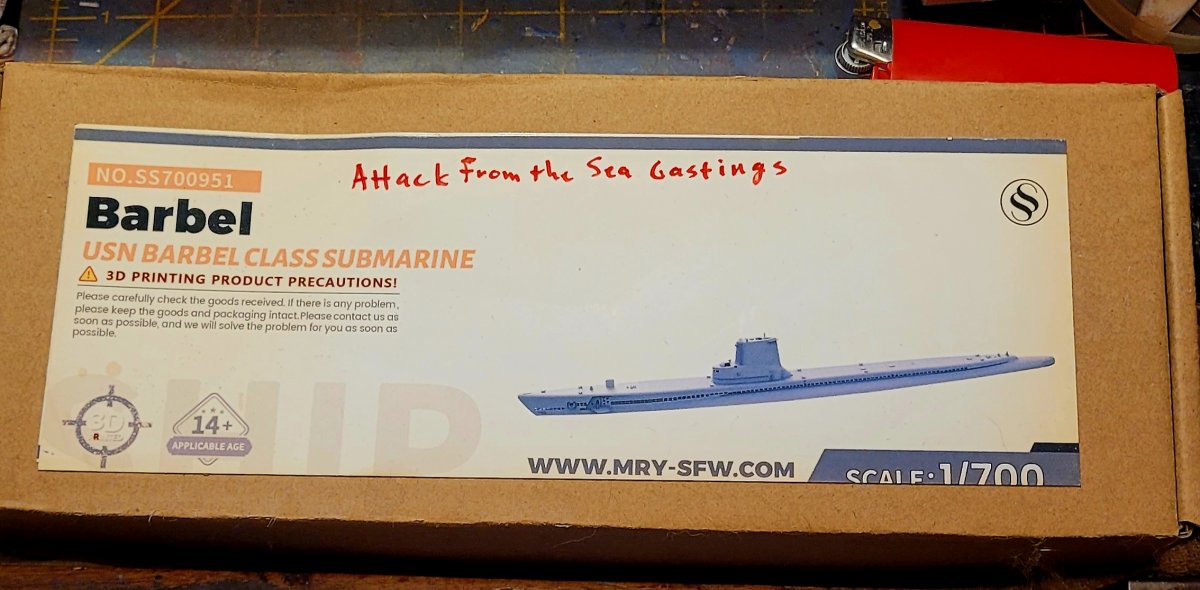 Attack From the Sea Castings
NO.SS700951
Barbel
USN BARBEL CLASS SUBMARINE
3D PRINTING PRODUCT PRECAUTIONS!
Please carefully check the goods received. If there is any problem,
please keep the goods and packaging intact.Please contact us as
soon as possible, and we will solve the problem for you as soon as
possible.
SHIP
3D
14+
APPLICABLE AGE
WWW.MRY-SFW.COM
SCALE:1/700